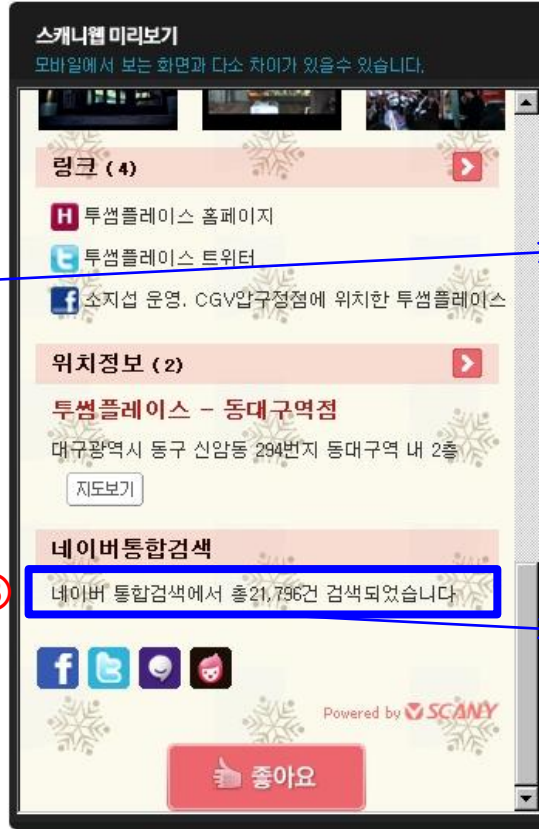 스캐니웹 미리보기
모바일에서 보는 화면과 다소 차이가 있을수 있습니다.
링크 (4)
H 투썸플레이스 홈페이지
투썸플레이스 트위터
소지섭 운영. CGV압구정점에 위치한 투썸플레이스
위치정보 (2)
투썸플레이스 - 동대구역점
대구광역시 동구 신암동 294번지 동대구역 내 2층
지도보기
네이버통합검색
네이버 통합검색에서 총21,796건 검색되었습니다
Powered by SCANY
좋아요